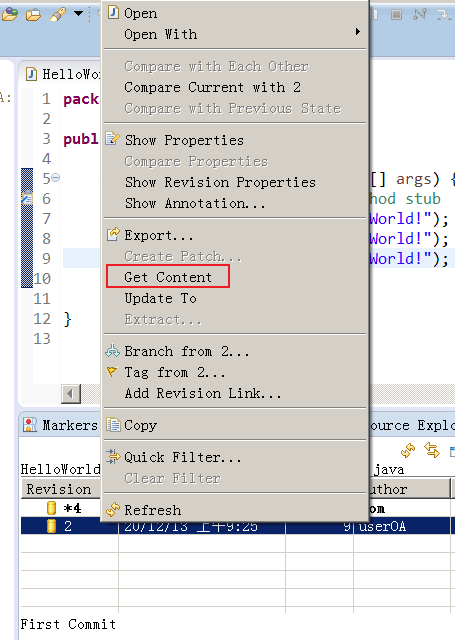 Open
Open With
A:
HelloWor
Compare with Each Other
Compare Current with 2
Compare with Previous State
1 pack
2
3 publ
Show Properties
Compare Properties
4
Show Revision Properties
5 [] args) {
Show Annotation...
6 hod stub
7 World!");
Export...
8 World!");
Create Patch...
9 World!");
Get Content
10
Update To
11
Extract...
12 }
13
Branch from 2...
Tag from 2...
Add Revision Link...
Markers
Copy
ource Explo
Quick Filter...
HelloWorld
java
Clear Filter
Revision
uthor
*4
om
Refresh
2 20/12/13 上午9:25 9 userOA
First Commit